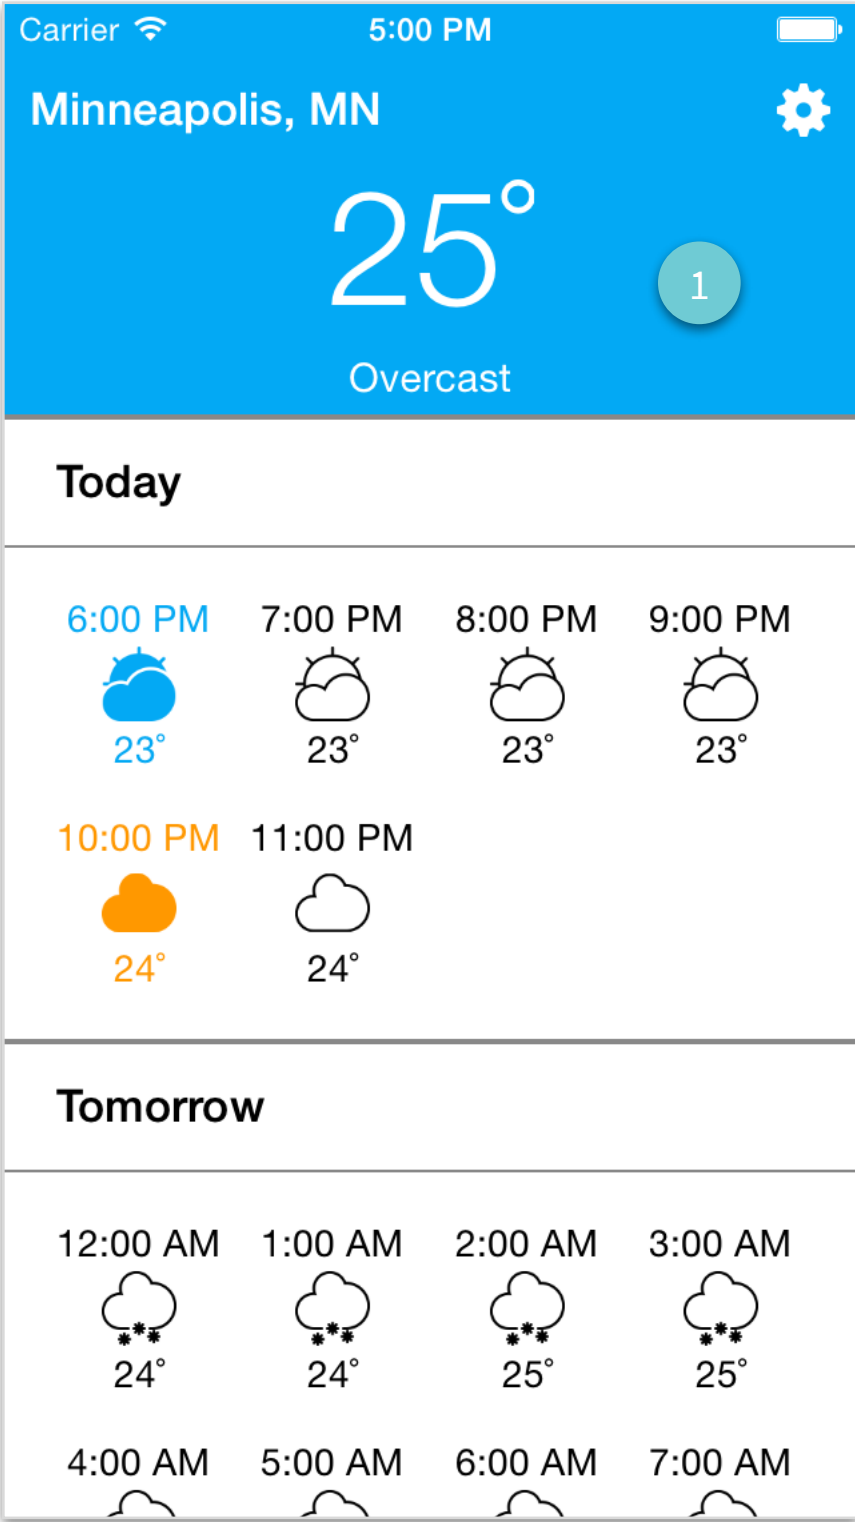 Carrier 5:00 PM
Minneapolis, MN
25°
1
Overcast
Today
6:00 PM 7:00 PM 8:00 PM 9:00 PM
23° 23° 23° 23°
10:00 PM 11:00 PM
24° 24°
Tomorrow
12:00 AM 1:00 AM 2:00 AM 3:00 AM
24° 24° 25° 25°
4:00 AM 5:00 AM 6:00 AM 7:00 AM